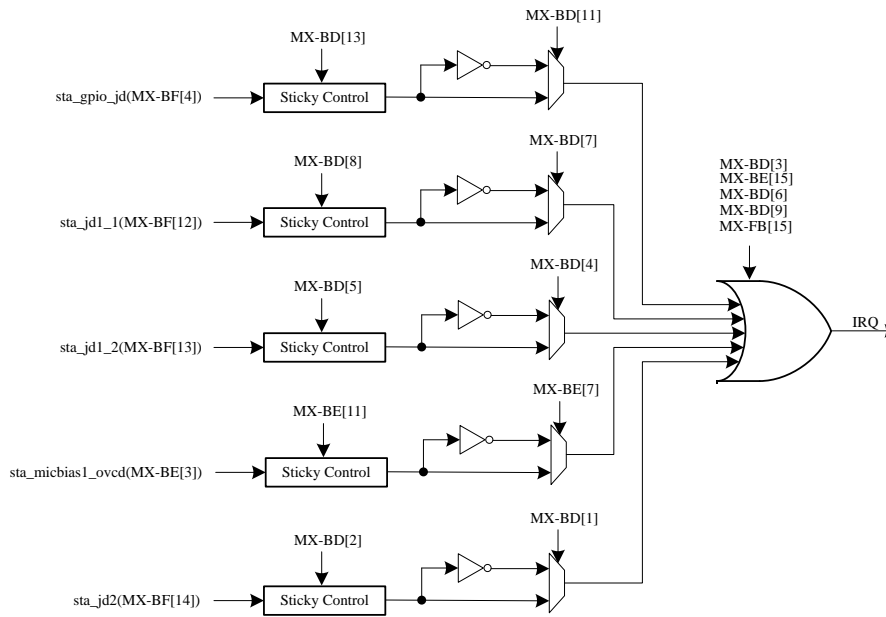 MX-BD[11]
MX-BD[13]
sta_gpio_jd(MX-BF[4])
Sticky Control
MX-BD[7]
MX-BD[8]
sta_jd1_1(MX-BF[12])
Sticky Control
MX-BD[3]
MX-BE[15]
MX-BD[6]
MX-BD[9]
MX-FB[15]
MX-BD[4]
MX-BD[5]
sta_jd1_2(MX-BF[13])
Sticky Control
IRQ
MX-BE[7]
MX-BE[11]
sta_micbias1_ovcd(MX-BE[3])
Sticky Control
MX-BD[1]
MX-BD[2]
sta_jd2(MX-BF[14])
Sticky Control